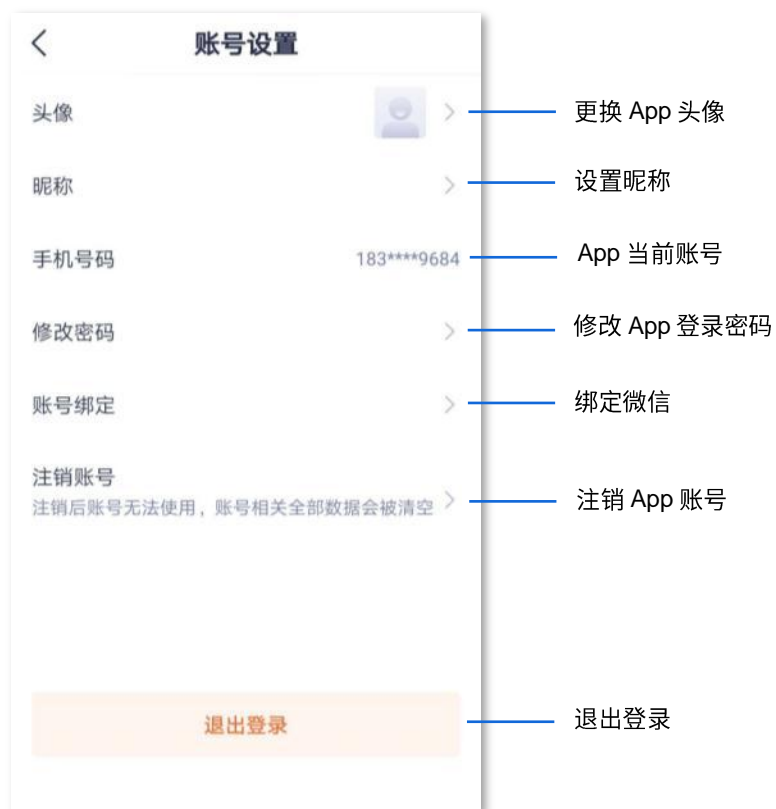 账号设置
头像
更换 App 头像
昵称
设置昵称
手机号码 183****9684
App 当前账号
修改密码
修改 App 登录密码
账号绑定
绑定微信
注销账号
注销后账号无法使用，账号相关全部数据会被清空
注销 App 账号
退出登录
退出登录